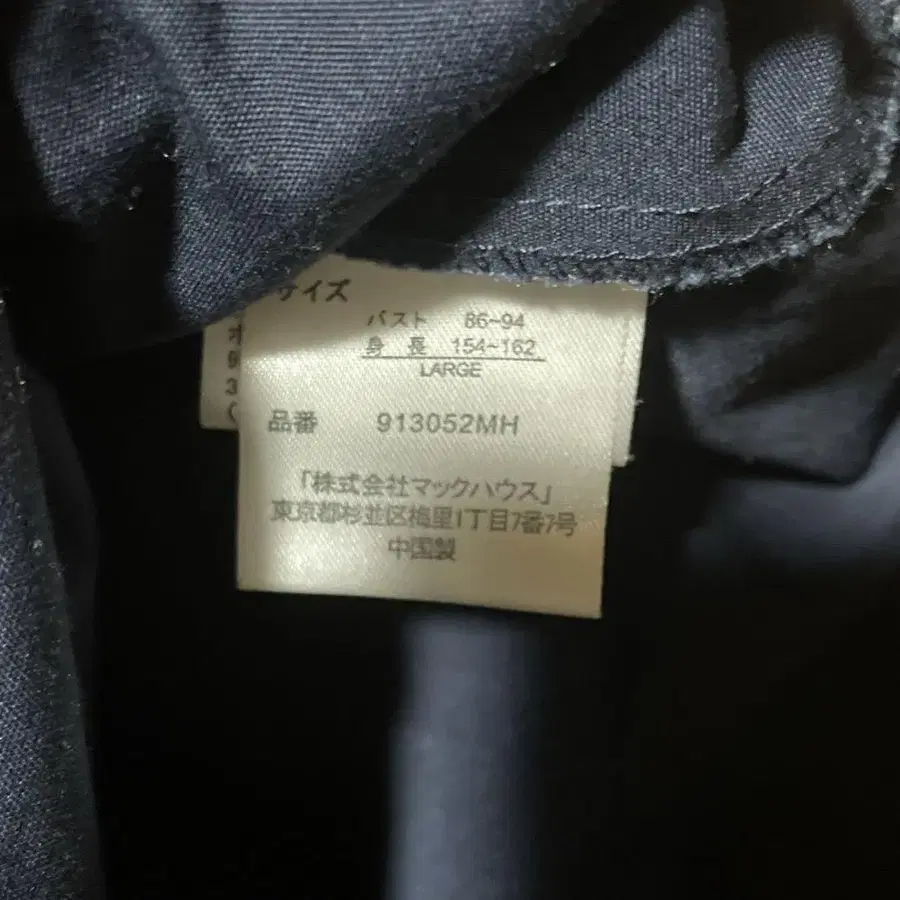 サイズ
バスト 86~94
身長 154~162
LARGE
品番 913052MH
「株式会社マックハウス」
東京都杉並区梅里1丁目7番7号
中国製